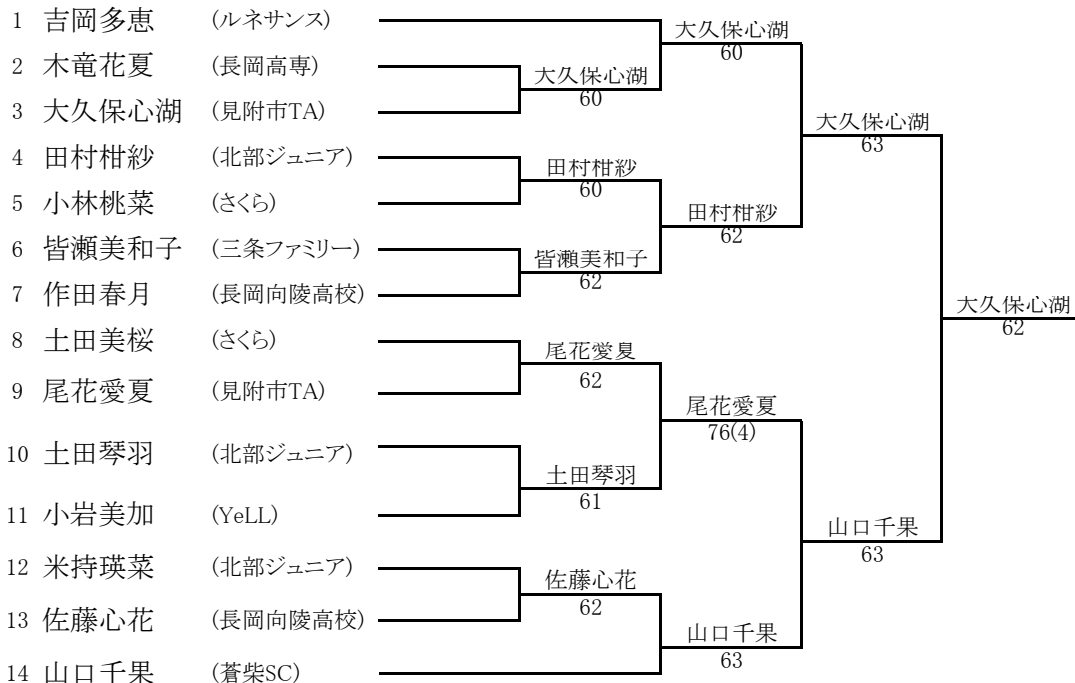 1 吉岡多恵 (ルネサンス)
大久保心湖
60
2 木竜花夏 (長岡高専)
大久保心湖
60
3 大久保心湖 (見附市TA)
大久保心湖
63
4 田村柑紗 (北部ジュニア)
田村柑紗
60
5 小林桃菜 (さくら)
田村柑紗
62
6 皆瀬美和子 (三条ファミリー)
皆瀬美和子
62
7 作田春月 (長岡向陵高校)
大久保心湖
62
8 土田美桜 (さくら)
尾花愛夏
62
9 尾花愛夏 (見附市TA)
尾花愛夏
76(4)
10 土田琴羽 (北部ジュニア)
土田琴羽
61
11 小岩美加 (YeLL)
山口千果
63
12 米持瑛菜 (北部ジュニア)
佐藤心花
62
13 佐藤心花 (長岡向陵高校)
山口千果
63
14 山口千果 (蒼柴SC)